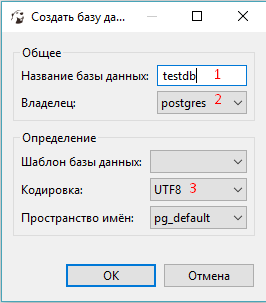 Создать базу да...
Общее
Название базы данных: testdb 1
Владелец: postgres 2
Определение
Шаблон базы данных:
Кодировка: UTF8 3
Пространство имён: pg_default
OK
Отмена